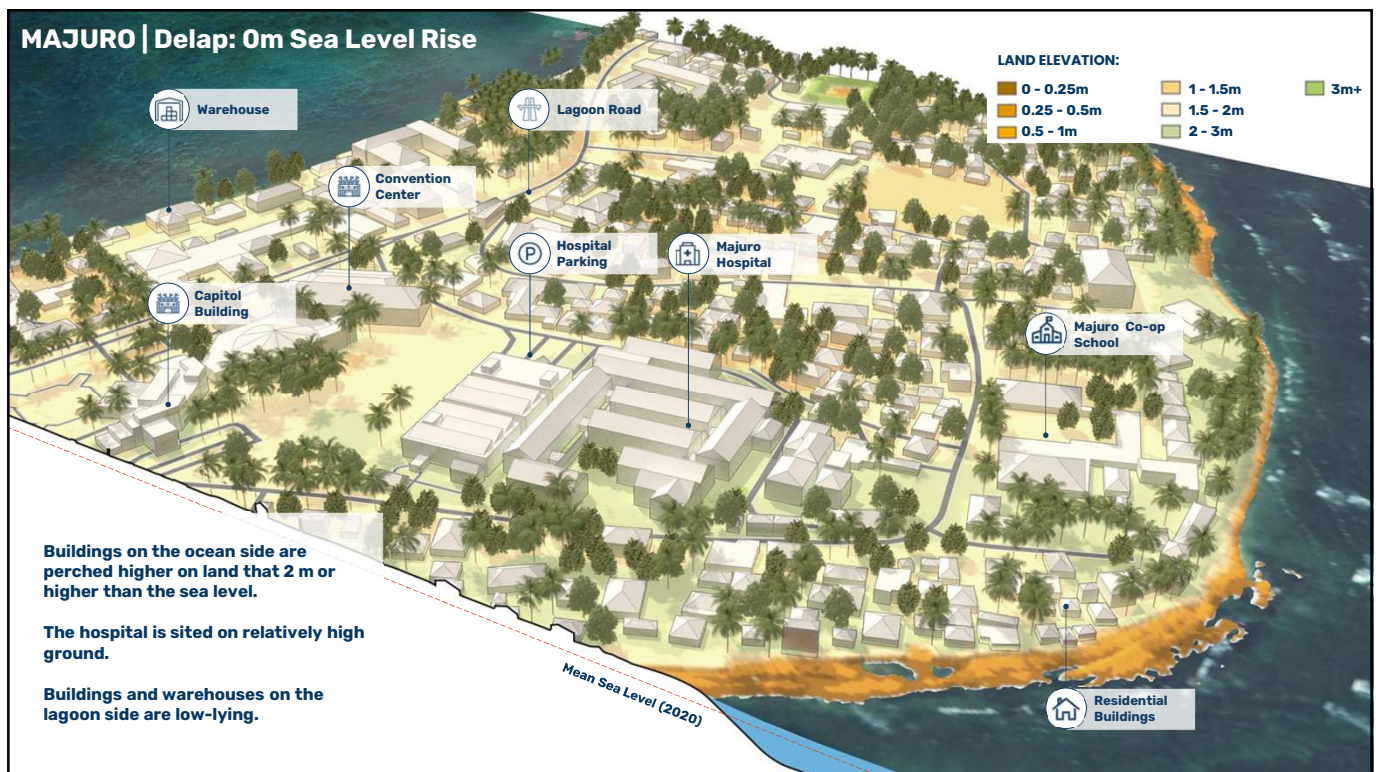 MAJURO | Delap: 0m Sea Level Rise
LAND ELEVATION:
0 - 0.25m
0.25 - 0.5m
0.5 - 1m
1 - 1.5m
1.5 - 2m
2 - 3m
3m+
Warehouse
Lagoon Road
Convention
Center
Hospital
Parking
Majuro
Hospital
Capitol
Building
Majuro Co-op
School
P
Buildings on the ocean side are
perched higher on land that 2 m or
higher than the sea level.
The hospital is sited on relatively high
ground.
Buildings and warehouses on the
lagoon side are low-lying.
Mean Sea Level (2020)
Residential
Buildings